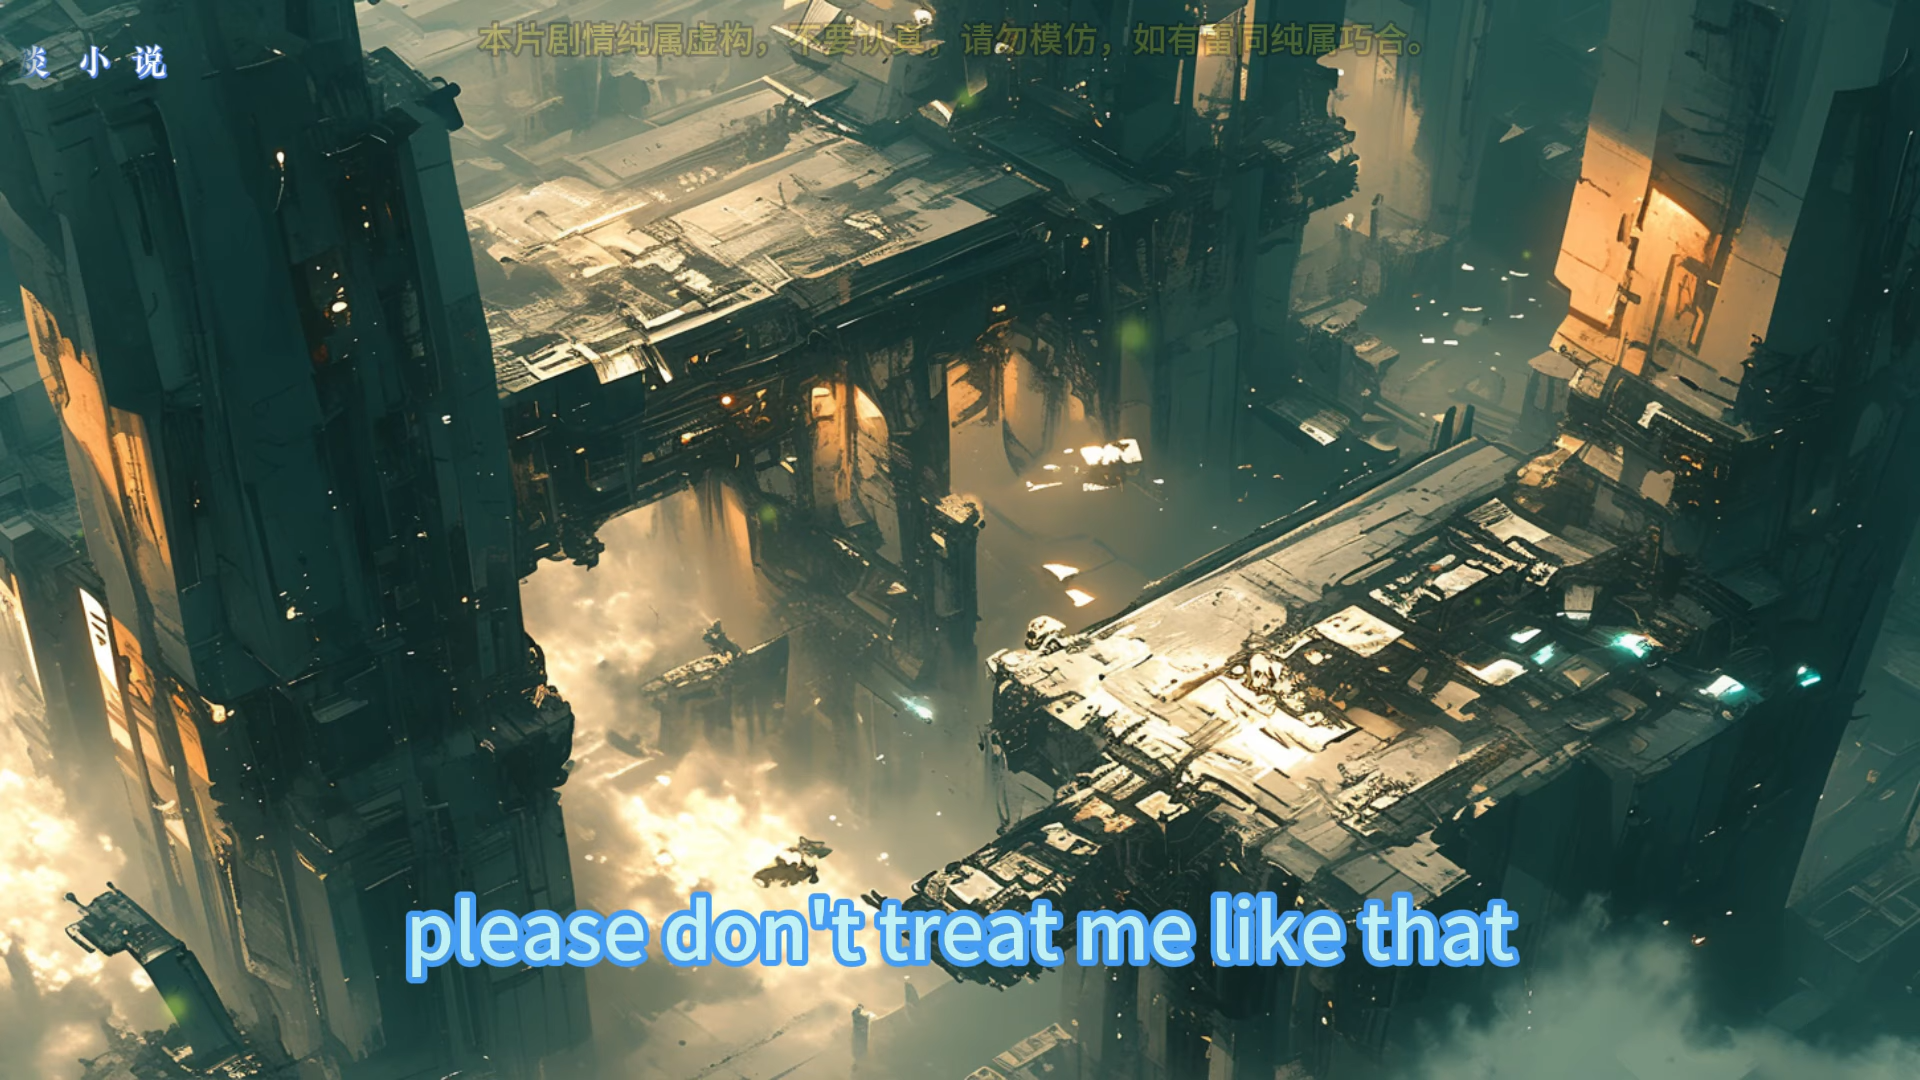 本片剧情纯属虚构，不要认真，请勿模仿，如有雷同纯属巧合。
炎小说
please don't treat me like that